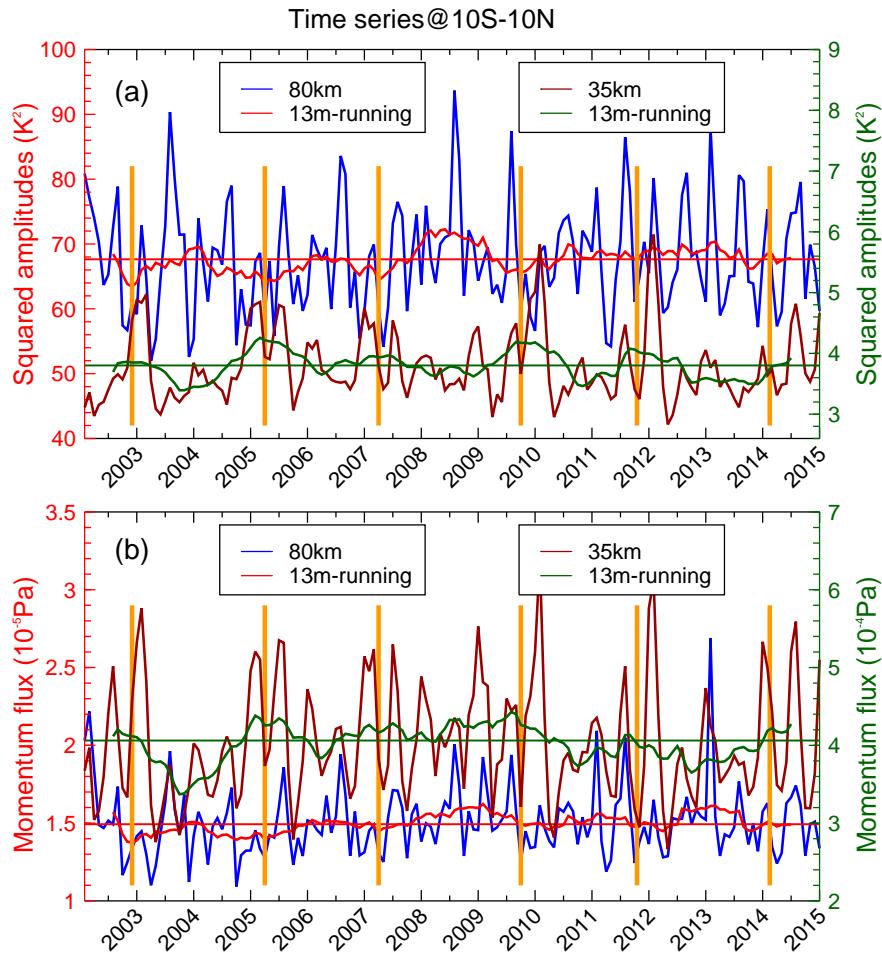 Time series@10S-10N
(a)
80km
13m-running
35km
13m-running
Squared amplitudes (K²)
100
90
80
70
60
50
40
Squared amplitudes (K²)
9
8
7
6
5
4
3
2003 2004 2005 2006 2007 2008 2009 2010 2011 2012 2013 2014 2015
(b)
80km
13m-running
35km
13m-running
Momentum flux (10⁻⁵Pa)
3.5
3
2.5
2
1.5
1
Momentum flux (10⁻⁴Pa)
7
6
5
4
3
2
2003 2004 2005 2006 2007 2008 2009 2010 2011 2012 2013 2014 2015